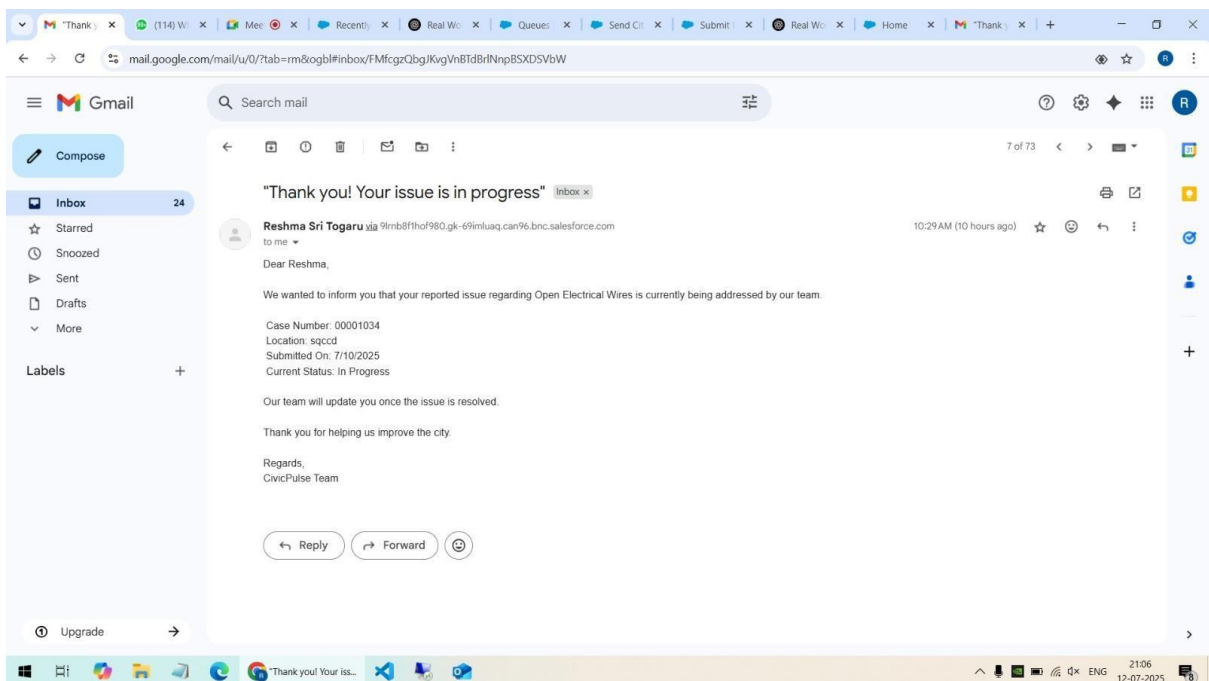 "Thank y
(114) W
Mee
Recently
Real Wo
Queues
Send Cit
Submit I
Real Wo
Home
"Thank y
mail.google.com/mail/u/0/?tab=rm&ogbl#inbox/FMfcgzQbgJKvgVnBTdBrlNnpBSXDSVbW
R
Gmail
Search mail
R
Compose
7 of 73
31
"Thank you! Your issue is in progress"
Inbox ×
Inbox 24
Starred
Snoozed
Sent
Drafts
More
Labels
Reshma Sri Togaru via 9lrnb8f1hof980.gk-69imluaq.can96.bnc.salesforce.com
10:29 AM (10 hours ago)
to me
Dear Reshma,
We wanted to inform you that your reported issue regarding Open Electrical Wires is currently being addressed by our team.
Case Number: 00001034
Location: sqccd
Submitted On: 7/10/2025
Current Status: In Progress
Our team will update you once the issue is resolved.
Thank you for helping us improve the city.
Regards,
CivicPulse Team
Reply
Forward
Upgrade
"Thank you! Your iss...
ENG
21:06
12-07-2025